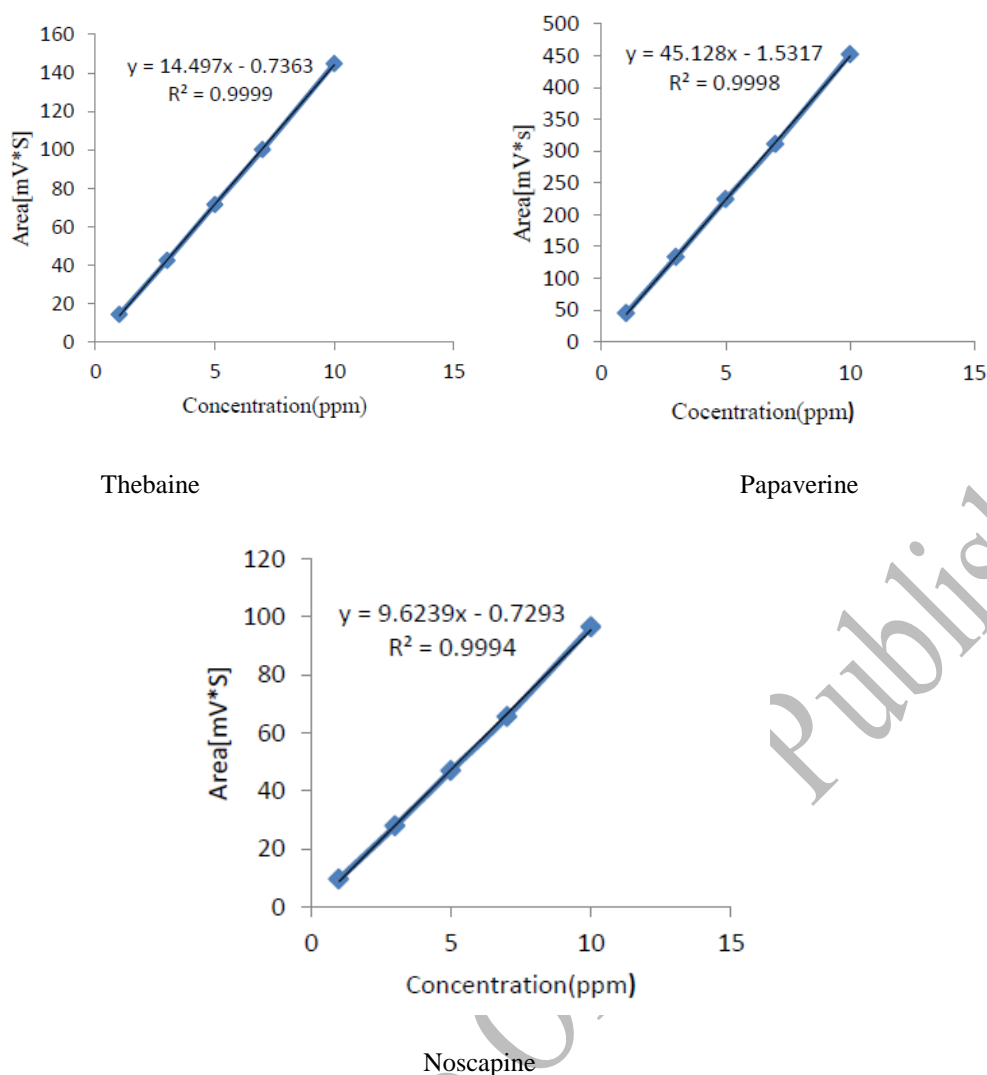 160
140
120
100
80
60
40
20
0
y = 14.497x - 0.7363
R² = 0.9999
Area[mV*S]
0 5 10 15
Concentration(ppm)
Thebaine
500
450
400
350
300
250
200
150
100
50
0
y = 45.128x - 1.5317
R² = 0.9998
Area[mV*s]
0 5 10 15
Cocentration(ppm)
Papaverine
120
100
80
60
40
20
0
y = 9.6239x - 0.7293
R² = 0.9994
Area[mV*S]
0 5 10 15
Concentration(ppm)
Noscapine